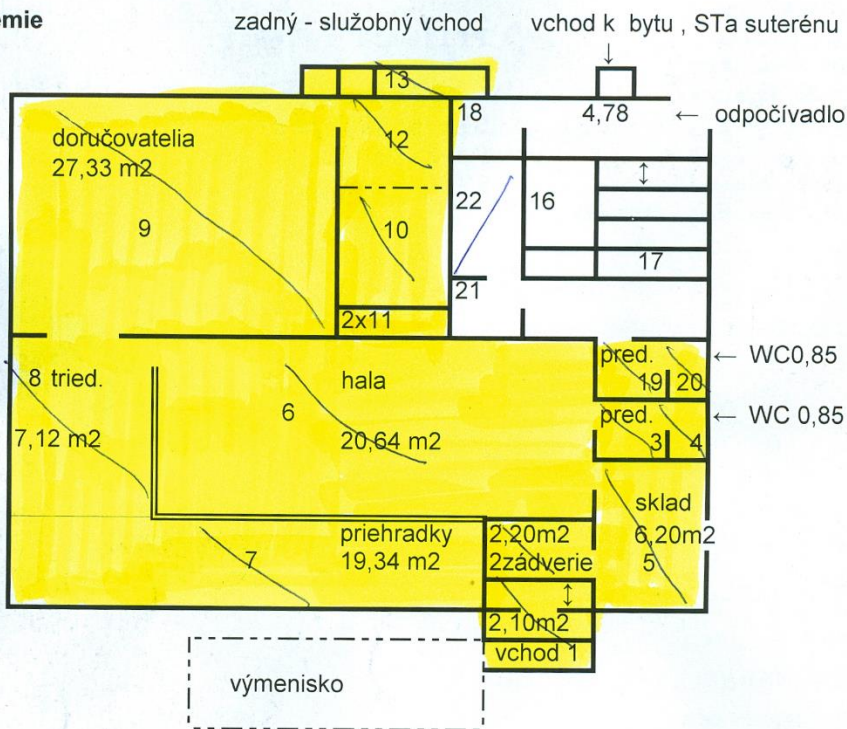 emie
zadný - služobný vchod
vchod k bytu , STa suterénu
↓
13
doručovatelia
27,33 m2
12
18
4,78
← odpočívadlo
↕
9
10
22
16
17
2x11
21
8 tried.
7,12 m2
hala
6
20,64 m2
pred.
19
20
← WC0,85
pred.
3
4
← WC 0,85
sklad
6,20m2
5
priehradky
19,34 m2
7
2,20m2
2zádverie
↕
2,10m2
vchod 1
výmenisko